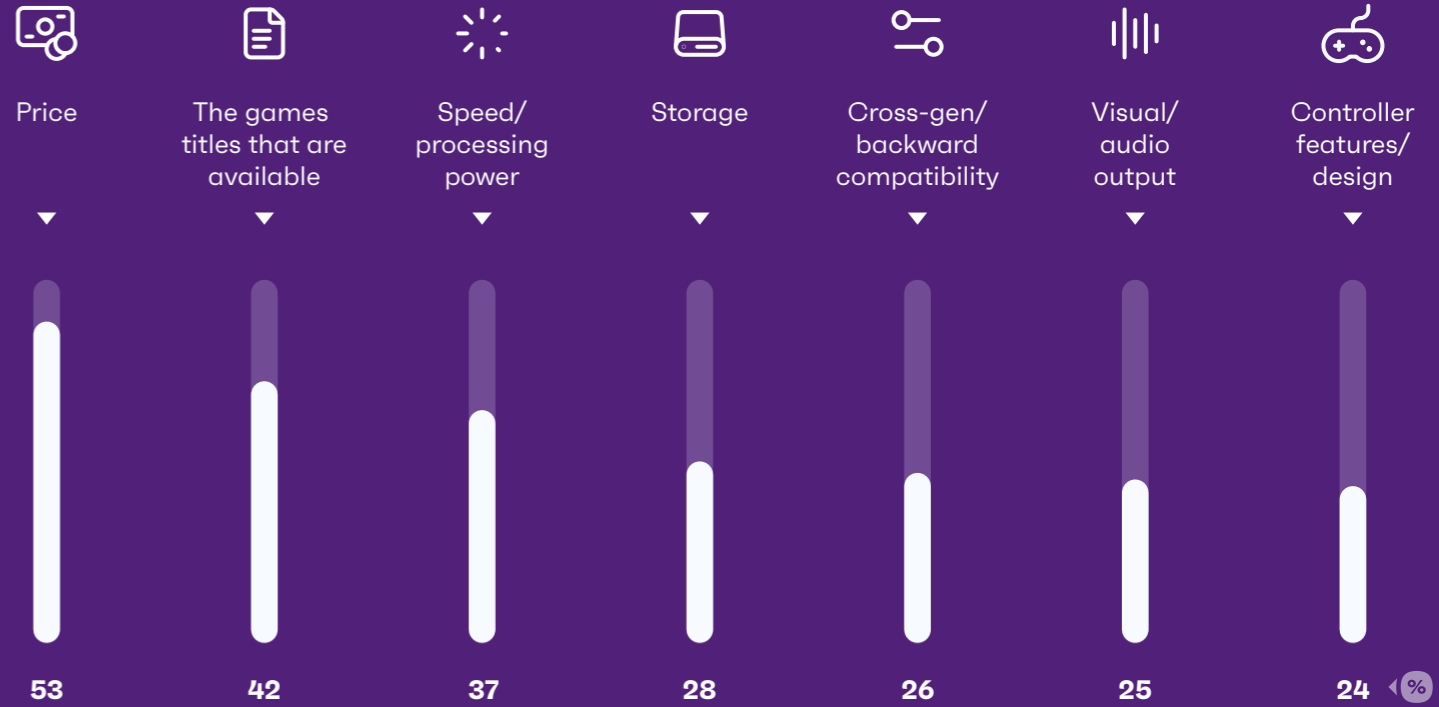 Price
The games
titles that are
available
Speed/
processing
power
Storage
Cross-gen/
backward
compatibility
Visual/
audio
output
Controller
features/
design
53
42
37
28
26
25
24
%